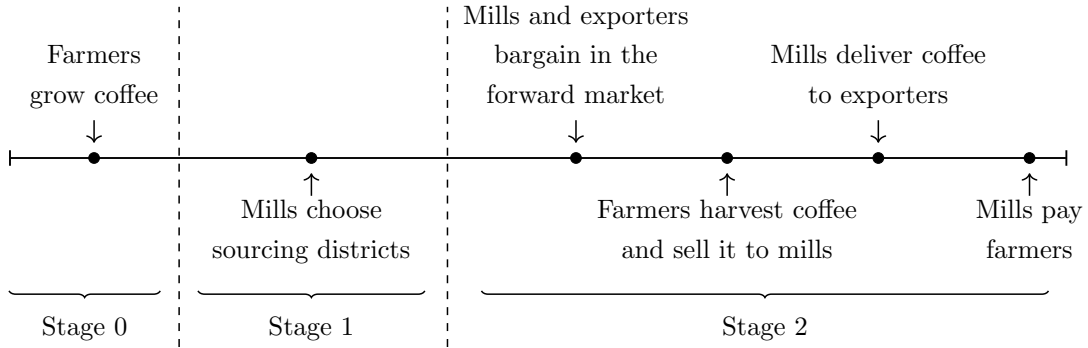 Farmers
grow coffee
Mills choose
sourcing districts
Mills and exporters
bargain in the
forward market
Farmers harvest coffee
and sell it to mills
Mills deliver coffee
to exporters
Mills pay
farmers
Stage 0
Stage 1
Stage 2